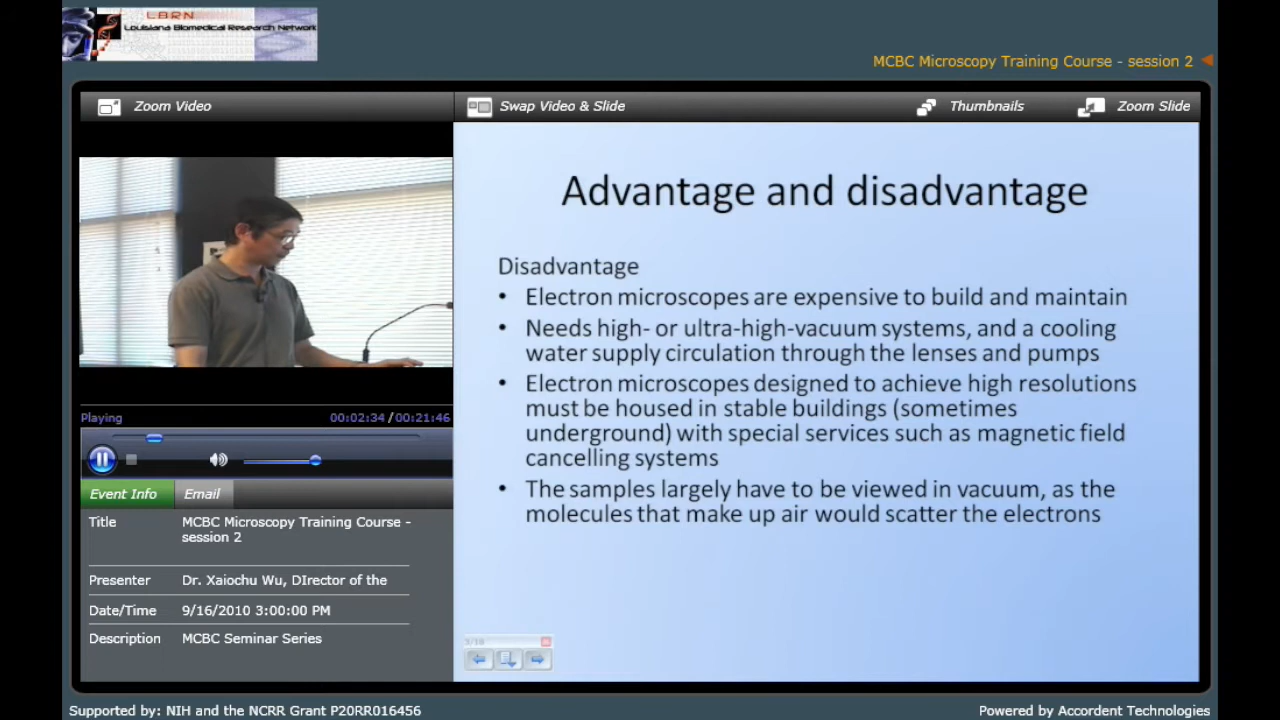 LBRN
Louisiana Biomedical Research Network
MCBC Microscopy Training Course - session 2
Zoom Video
Swap Video & Slide
Thumbnails
Zoom Slide
Advantage and disadvantage
Disadvantage
• Electron microscopes are expensive to build and maintain
• Needs high- or ultra-high-vacuum systems, and a cooling
water supply circulation through the lenses and pumps
• Electron microscopes designed to achieve high resolutions
must be housed in stable buildings (sometimes
underground) with special services such as magnetic field
cancelling systems
• The samples largely have to be viewed in vacuum, as the
molecules that make up air would scatter the electrons
Playing
00:02:34 / 00:21:46
Event Info
Email
Title
MCBC Microscopy Training Course -
session 2
Presenter
Dr. Xaiochu Wu, DIrector of the
Date/Time
9/16/2010 3:00:00 PM
Description
MCBC Seminar Series
Supported by: NIH and the NCRR Grant P20RR016456
Powered by Accordent Technologies